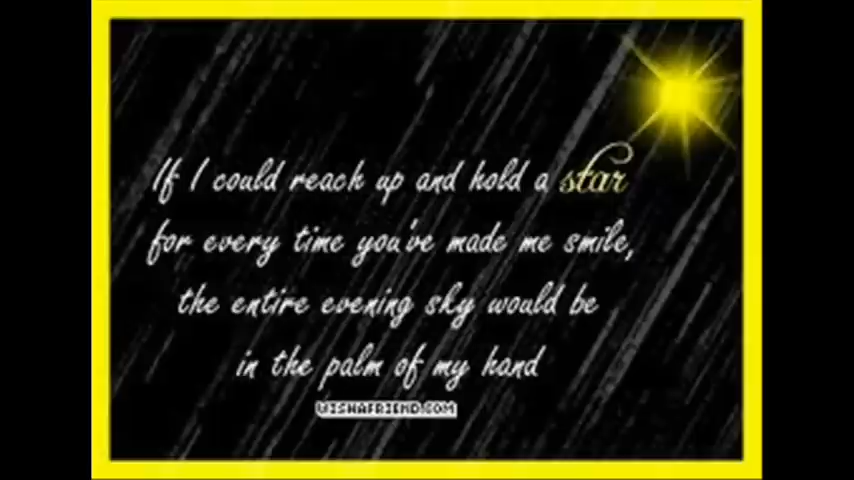 If I could reach up and hold a star
for every time you've made me smile,
the entire evening sky would be
in the palm of my hand
WISHAFRIEND.COM